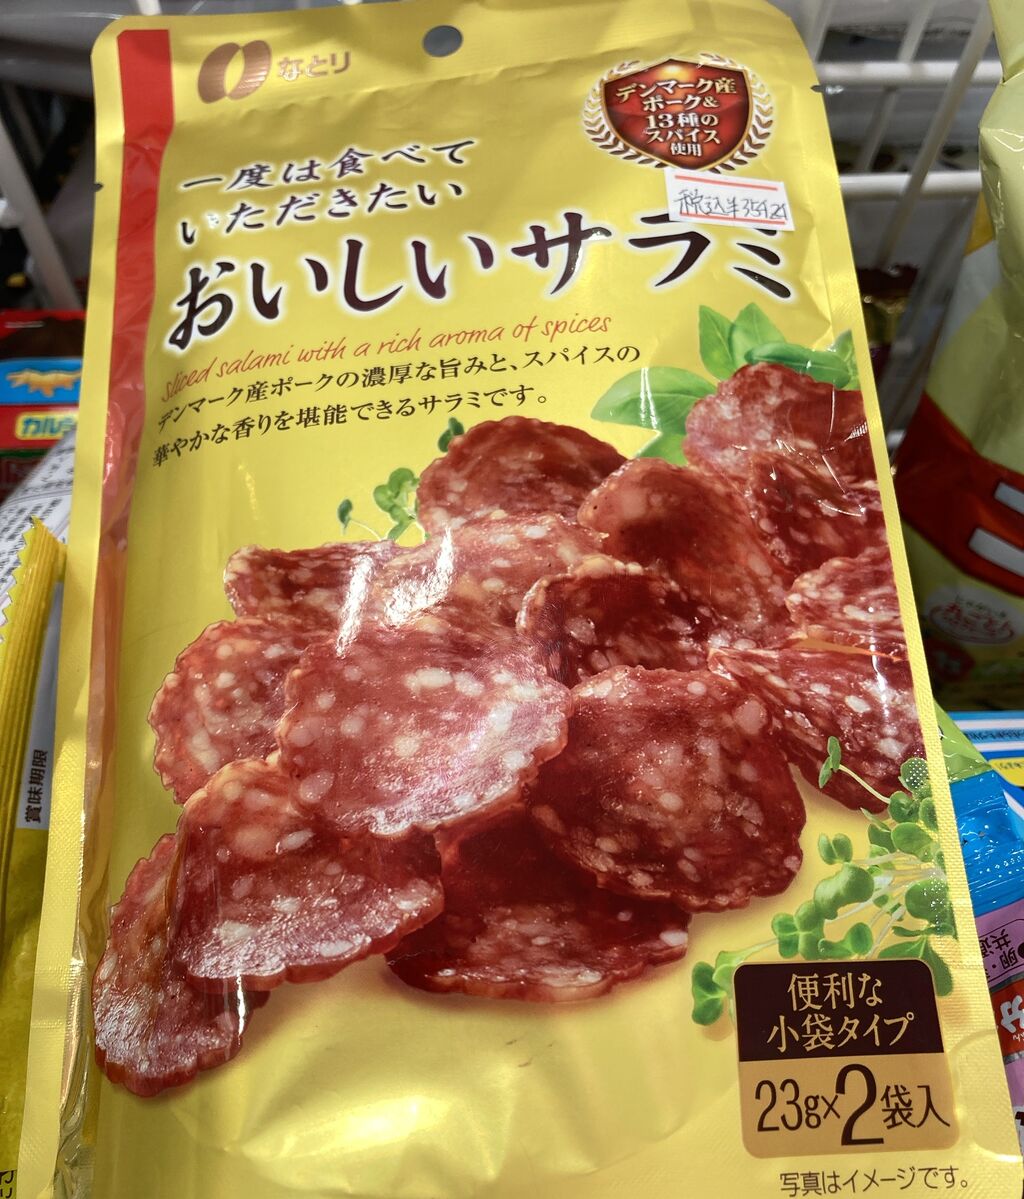 なとり
デンマーク産
ポーク&
13種の
スパイス
使用
一度は食べて
いただきたい
税込¥354.24
おいしいサラミ
sliced salami with a rich aroma of spices
デンマーク産ポークの濃厚な旨みと、スパイスの
華やかな香りを堪能できるサラミです。
賞味期限
便利な
小袋タイプ
23g×2袋入
写真はイメージです。